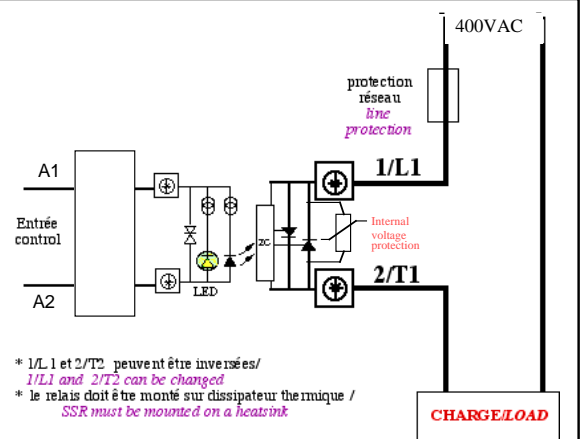 400VAC
protection
réseau
line
protection
A1
1/L1
Entrée
control
Internal
voltage
protection
ZC
2/T1
A2
LED
* 1/L1 et 2/T2 peuvent être inversées/
1/L1 and 2/T2 can be changed
* le relais doit être monté sur dissipateur thermique /
SSR must be mounted on a heatsink
CHARGE/LOAD